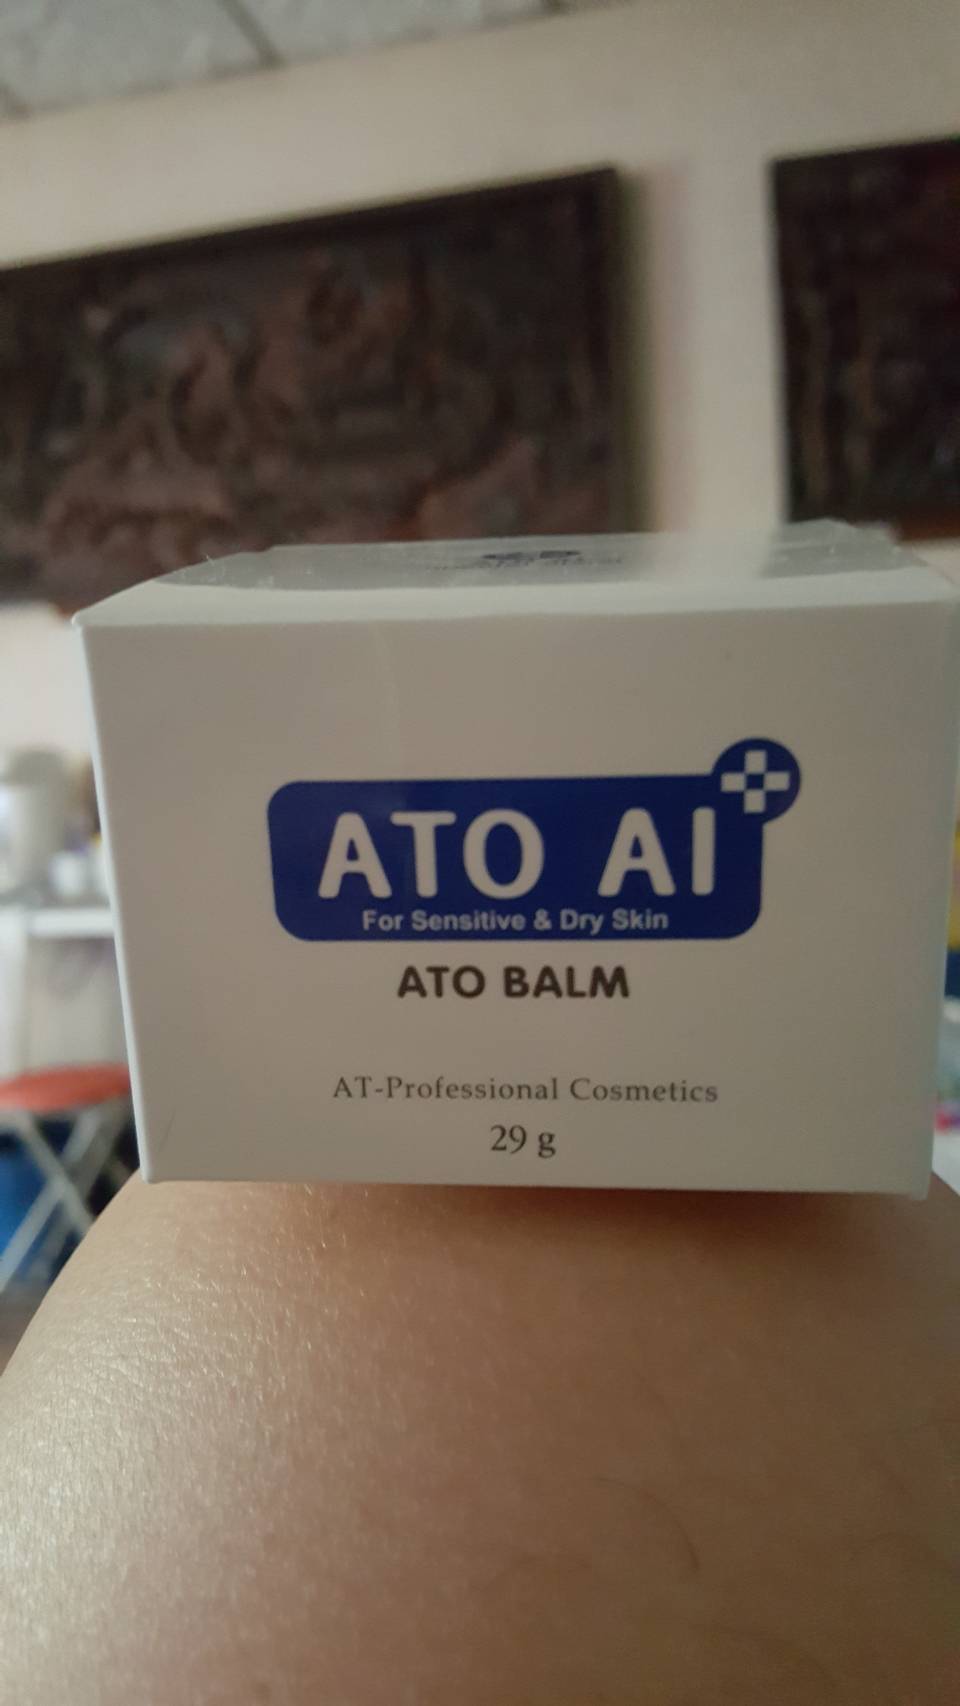 ATO AI
For Sensitive & Dry Skin
ATO BALM
AT-Professional Cosmetics
29 g